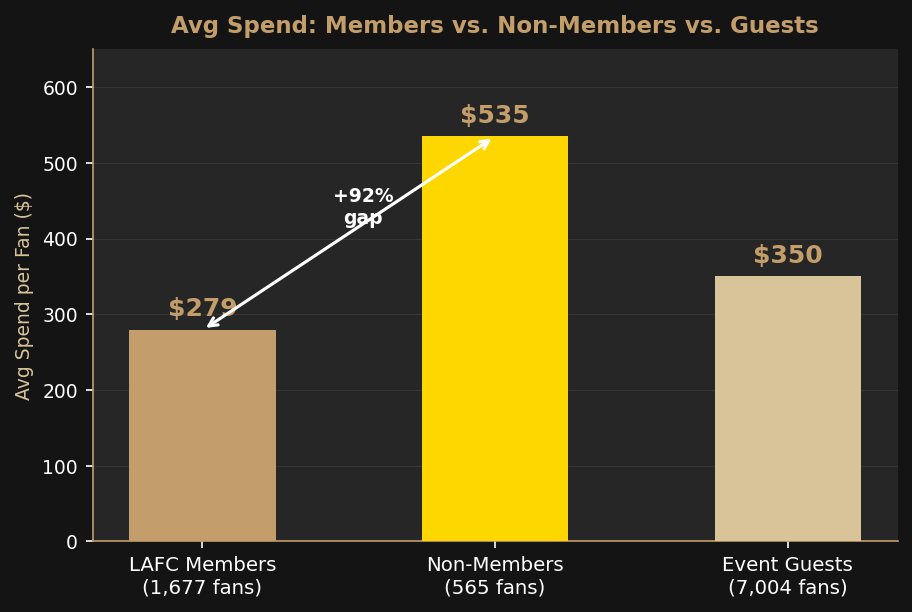 Avg Spend: Members vs. Non-Members vs. Guests
Avg Spend per Fan ($)
600
500
400
300
200
100
0
$279
+92%
gap
$535
$350
LAFC Members
(1,677 fans)
Non-Members
(565 fans)
Event Guests
(7,004 fans)